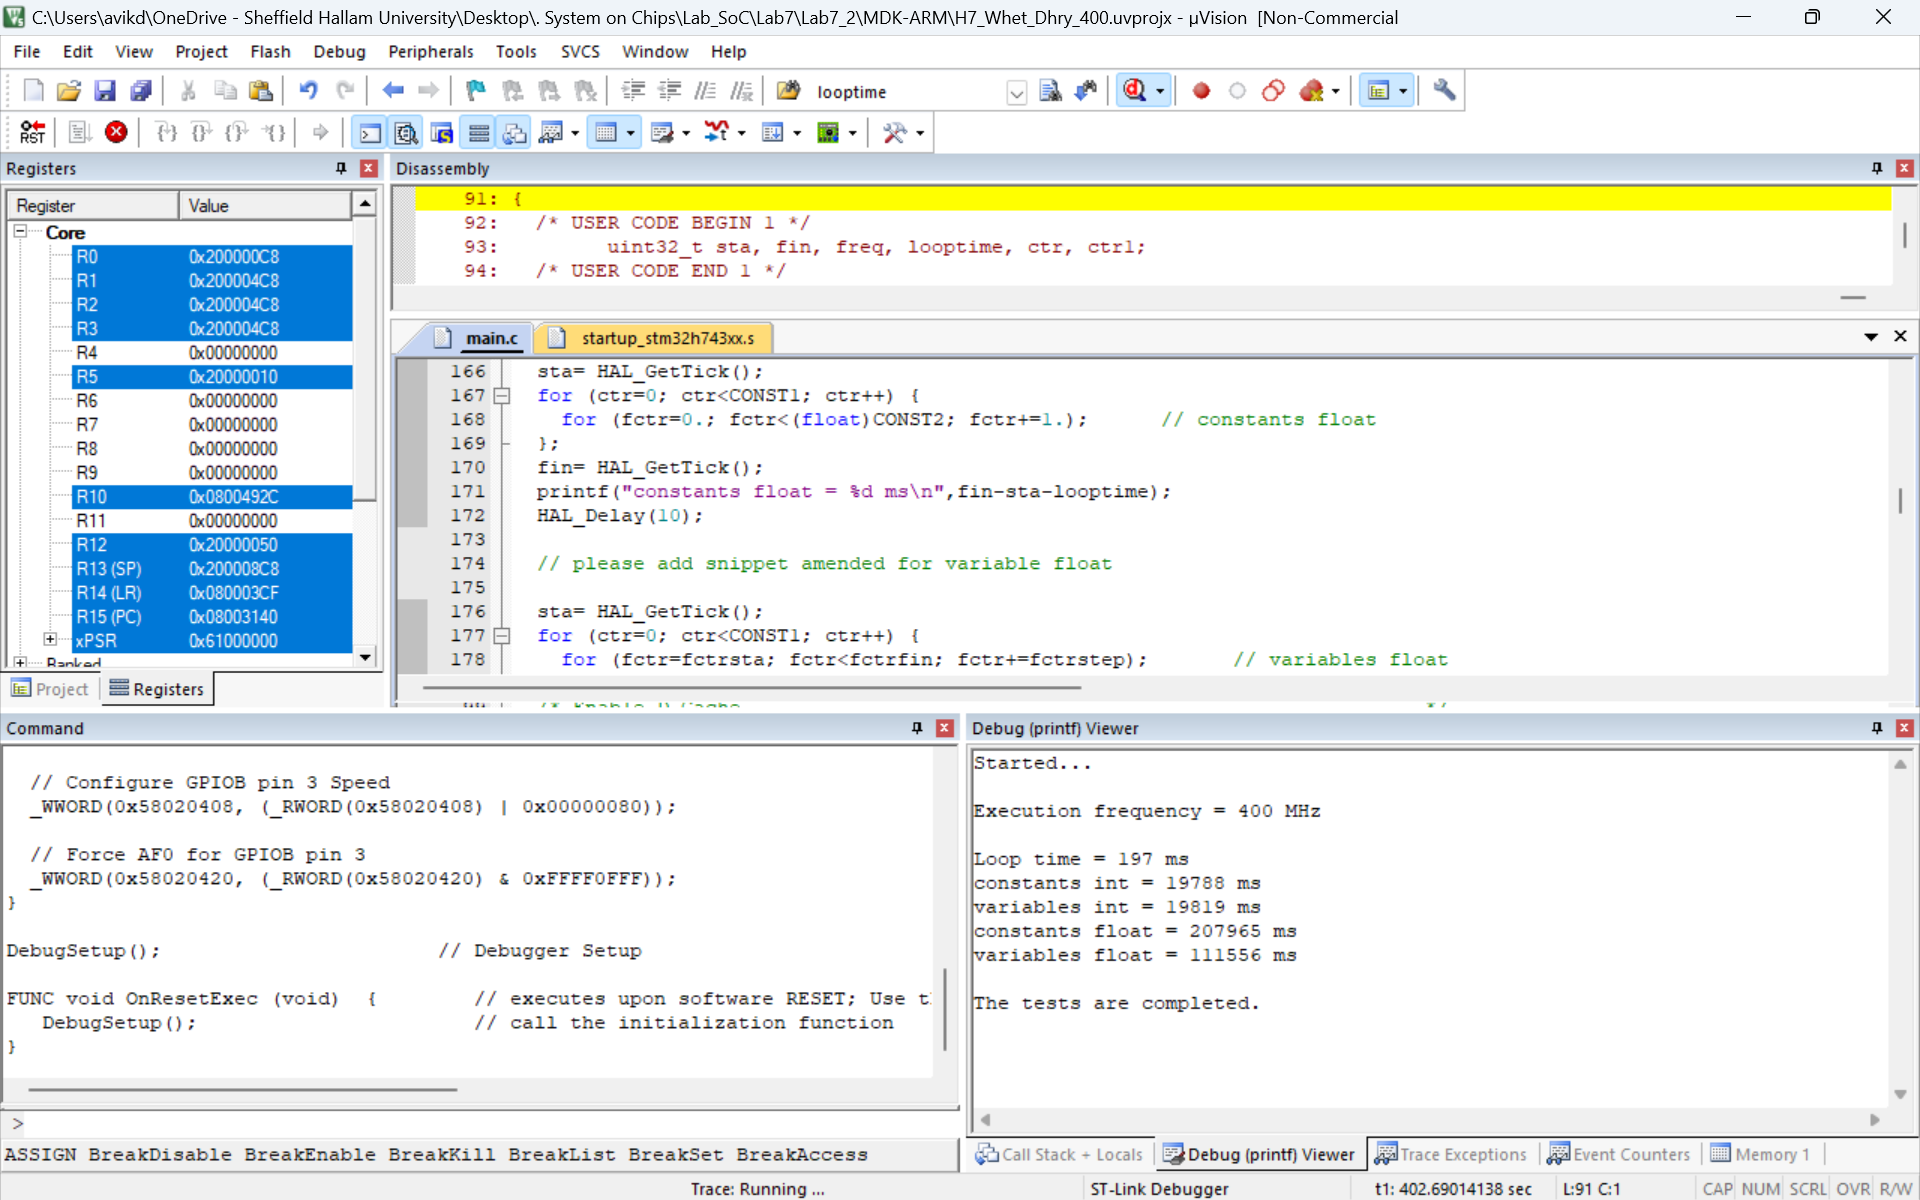 C:\Users\avikd\OneDrive - Sheffield Hallam University\Desktop\. System on Chips\Lab_SoC\Lab7\Lab7_2\MDK-ARM\H7_Whet_Dhry_400.uvprojx - µVision  [Non-Commercial
File Edit View Project Flash Debug Peripherals Tools SVCS Window Help
looptime
RST
Registers
Register Value
Core
R0 0x200000C8
R1 0x200004C8
R2 0x200004C8
R3 0x200004C8
R4 0x00000000
R5 0x20000010
R6 0x00000000
R7 0x00000000
R8 0x00000000
R9 0x00000000
R10 0x0800492C
R11 0x00000000
R12 0x20000050
R13 (SP) 0x200008C8
R14 (LR) 0x080003CF
R15 (PC) 0x08003140
xPSR 0x61000000
Banked
Project Registers
Disassembly
91: {
92: /* USER CODE BEGIN 1 */
93: uint32_t sta, fin, freq, looptime, ctr, ctr1;
94: /* USER CODE END 1 */
main.c startup_stm32h743xx.s
166 sta= HAL_GetTick();
167 for (ctr=0; ctr<CONST1; ctr++) {
168 for (fctr=0.; fctr<(float)CONST2; fctr+=1.); // constants float
169 };
170 fin= HAL_GetTick();
171 printf("constants float = %d ms\n",fin-sta-looptime);
172 HAL_Delay(10);
173
174 // please add snippet amended for variable float
175
176 sta= HAL_GetTick();
177 for (ctr=0; ctr<CONST1; ctr++) {
178 for (fctr=fctrsta; fctr<fctrfin; fctr+=fctrstep); // variables float
Command
// Configure GPIOB pin 3 Speed
_WWORD(0x58020408, (_RWORD(0x58020408) | 0x00000080));
// Force AF0 for GPIOB pin 3
_WWORD(0x58020420, (_RWORD(0x58020420) & 0xFFFF0FFF));
}
DebugSetup(); // Debugger Setup
FUNC void OnResetExec (void) { // executes upon software RESET; Use t
DebugSetup(); // call the initialization function
}
>
ASSIGN BreakDisable BreakEnable BreakKill BreakList BreakSet BreakAccess
Debug (printf) Viewer
Started...
Execution frequency = 400 MHz
Loop time = 197 ms
constants int = 19788 ms
variables int = 19819 ms
constants float = 207965 ms
variables float = 111556 ms
The tests are completed.
Call Stack + Locals Debug (printf) Viewer Trace Exceptions Event Counters Memory 1
Trace: Running ... ST-Link Debugger t1: 402.69014138 sec L:91 C:1 CAP NUM SCRL OVR R/W